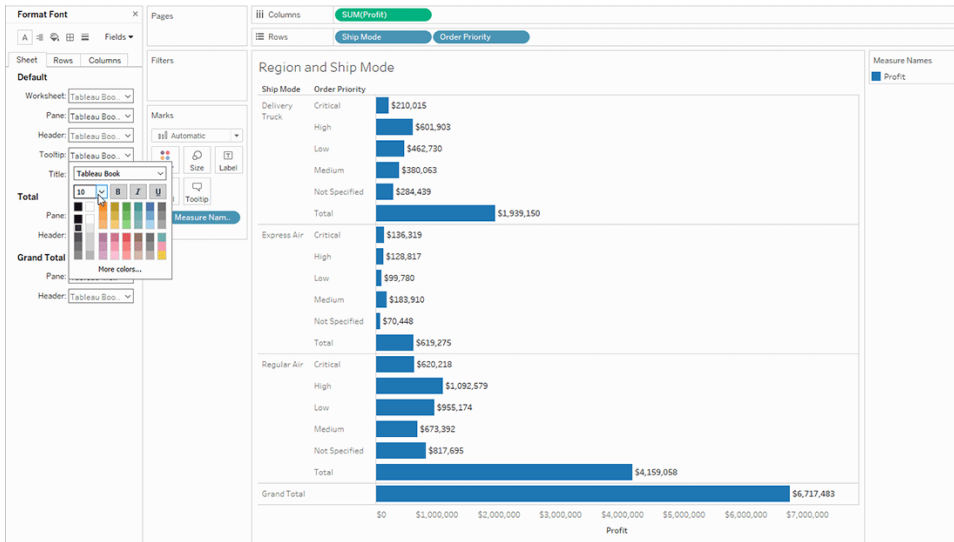 Format Font ×
A Fields
Sheet Rows Columns
Default
Worksheet: Tableau Boo..
Pane: Tableau Boo..
Header: Tableau Boo..
Tooltip: Tableau Boo..
Title:
Tableau Book
10 B I U
More colors...
Total
Pane:
Header:
Grand Total
Pane:
Header: Tableau Boo..
Pages
Filters
Marks
Automatic
Size
Label
Tooltip
Measure Nam..
Columns SUM(Profit)
Rows Ship Mode Order Priority
Region and Ship Mode
Ship Mode Order Priority
Delivery Truck
Critical $210,015
High $601,903
Low $462,730
Medium $380,063
Not Specified $284,439
Total $1,939,150
Express Air Critical $136,319
High $128,817
Low $99,780
Medium $183,910
Not Specified $70,448
Total $619,275
Regular Air Critical $620,218
High $1,092,579
Low $955,174
Medium $673,392
Not Specified $817,695
Total $4,159,058
Grand Total $6,717,483
$0 $1,000,000 $2,000,000 $3,000,000 $4,000,000 $5,000,000 $6,000,000 $7,000,000
Profit
Measure Names
Profit